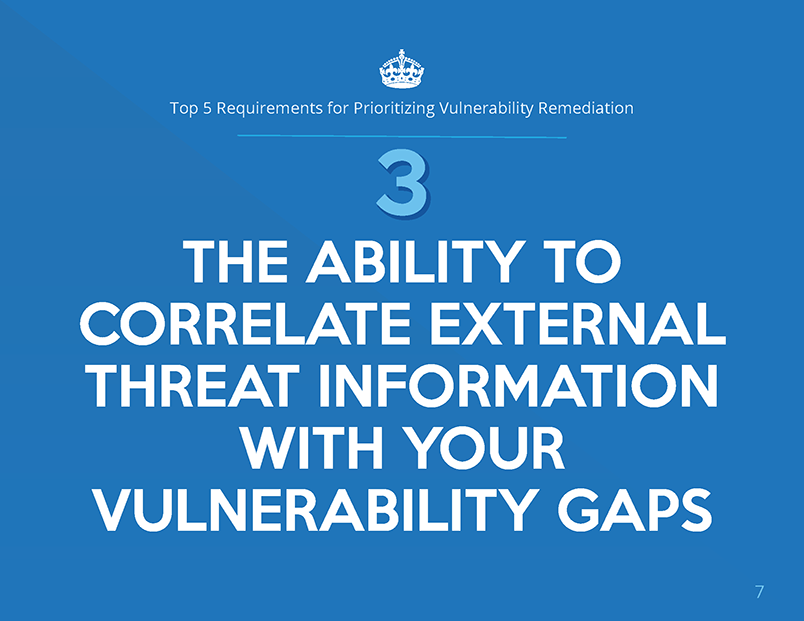 Top 5 Requirements for Prioritizing Vulnerability Remediation
3
THE ABILITY TO
CORRELATE EXTERNAL
THREAT INFORMATION
WITH YOUR
VULNERABILITY GAPS
7